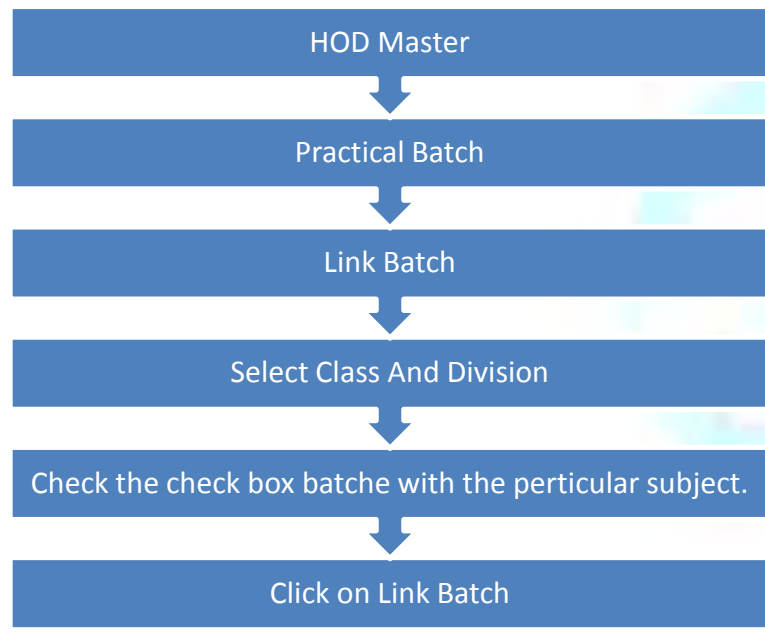 HOD Master
Practical Batch
Link Batch
Select Class And Division
Check the check box batche with the perticular subject.
Click on Link Batch